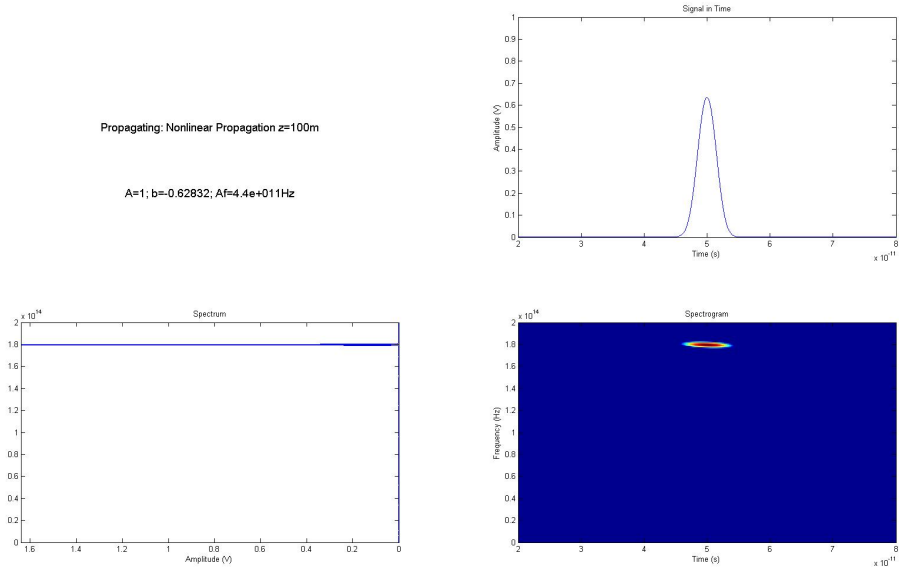 Propagating: Nonlinear Propagation z=100m
A=1; b=-0.62832; Af=4.4e+011Hz
Signal in Time
1
0.9
0.8
0.7
0.6
0.5
0.4
0.3
0.2
0.1
0
Amplitude (V)
2 3 4 5 6 7 8
Time (s)
x 10^-11
Spectrum
x 10^14
2
1.8
1.6
1.4
1.2
1
0.8
0.6
0.4
0.2
0
1.6 1.4 1.2 1 0.8 0.6 0.4 0.2 0
Amplitude (V)
Spectrogram
x 10^14
2
1.8
1.6
1.4
1.2
1
0.8
0.6
0.4
0.2
0
Frequency (Hz)
2 3 4 5 6 7 8
Time (s)
x 10^-11